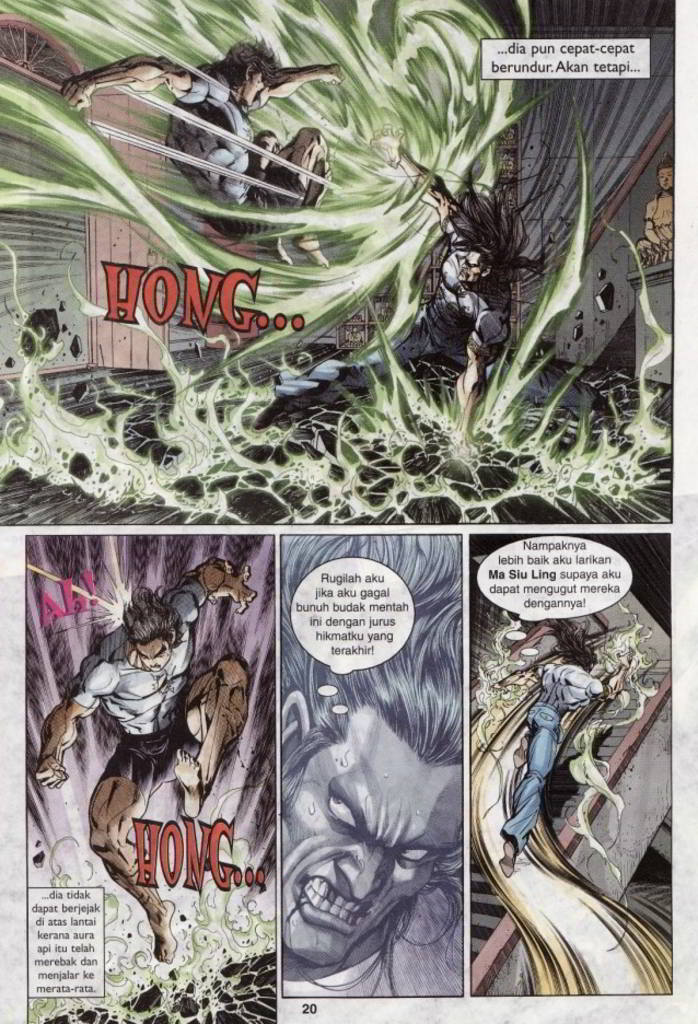 ...dia pun cepat-cepat
berundur. Akan tetapi...
HONG...
AH!
HONG...
...dia tidak
dapat berjejak
di atas lantai
kerana aura
api itu telah
merebak dan
menjalar ke
merata-rata.
Rugilah aku
jika aku gagal
bunuh budak mentah
ini dengan jurus
hikmatku yang
terakhir!
Nampaknya
lebih baik aku larikan
Ma Siu Ling supaya aku
dapat mengugut mereka
dengannya!
20